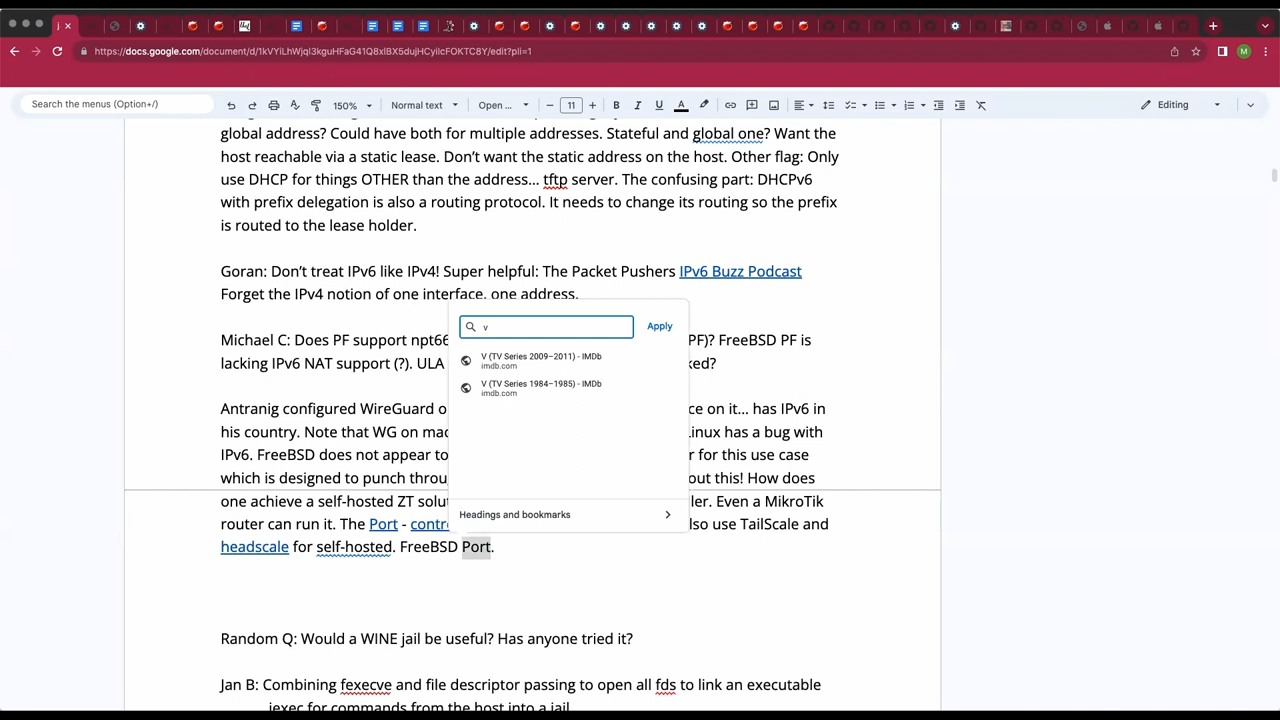 https://docs.google.com/document/d/1kVYiLhWjqI3kguHFaG41Q8xlBX5dujHCyilcFOKTC8Y/edit?pli=1
M
Search the menus (Option+/)
150%
Normal text
Open ...
11
B
I
U
A
Editing
global address? Could have both for multiple addresses. Stateful and global one? Want the
host reachable via a static lease. Don't want the static address on the host. Other flag: Only
use DHCP for things OTHER than the address... tftp server. The confusing part: DHCPv6
with prefix delegation is also a routing protocol. It needs to change its routing so the prefix
is routed to the lease holder.
Goran: Don't treat IPv6 like IPv4! Super helpful: The Packet Pushers IPv6 Buzz Podcast
Forget the IPv4 notion of one interface, one address.
v
Apply
V (TV Series 2009–2011) - IMDb
imdb.com
V (TV Series 1984–1985) - IMDb
imdb.com
Headings and bookmarks
Michael C: Does PF support npt66 PF)? FreeBSD PF is
lacking IPv6 NAT support (?). ULA ked?
Antranig configured WireGuard o ce on it... has IPv6 in
his country. Note that WG on mac Linux has a bug with
IPv6. FreeBSD does not appear to r for this use case
which is designed to punch throu out this! How does
one achieve a self-hosted ZT solut ler. Even a MikroTik
router can run it. The Port - contro lso use TailScale and
headscale for self-hosted. FreeBSD Port.
Random Q: Would a WINE jail be useful? Has anyone tried it?
Jan B: Combining fexecve and file descriptor passing to open all fds to link an executable
jexec for commands from the host into a jail